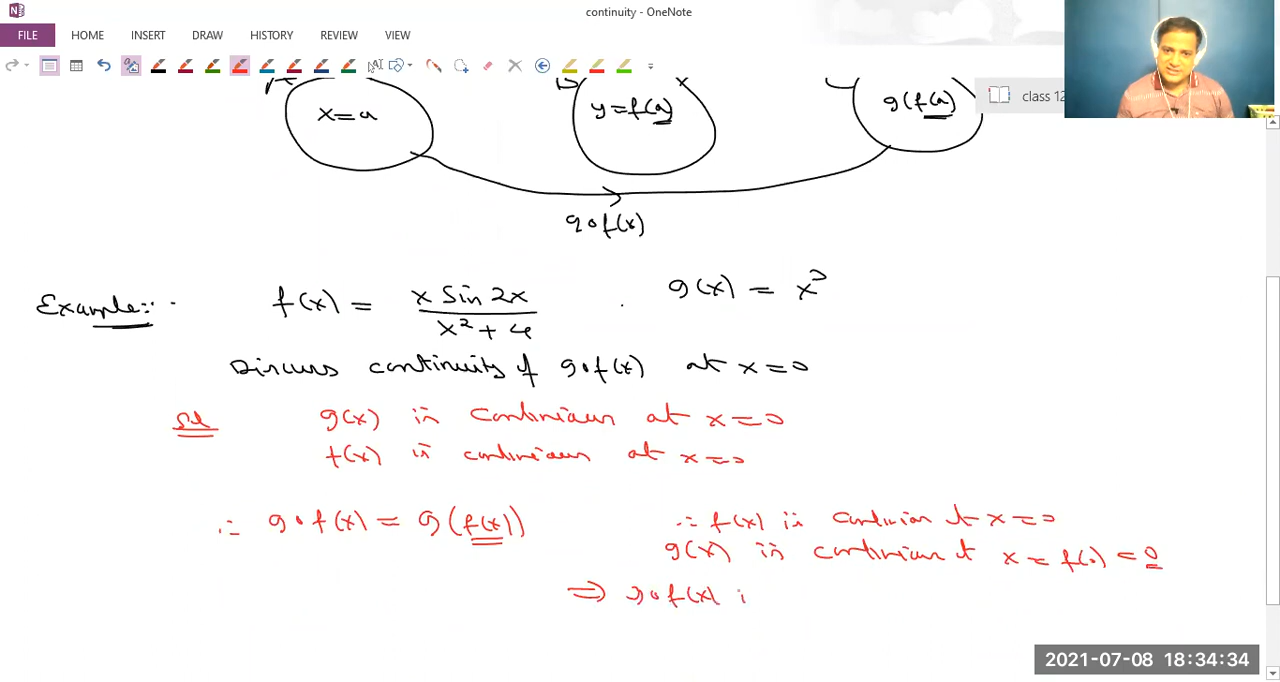 continuity - OneNote
FILE HOME INSERT DRAW HISTORY REVIEW VIEW
class 12
x=a
y=f(a)
g(f(a)
gof(x)
Example:-
f(x) = x Sin 2x / x² + 4
g(x) = x³
Discuss continuity of gof(x) at x=0
Sol
g(x) is continuous at x=0
f(x) is continuous at x=0
∴ gof(x) = g(f(x))
∴ f(x) is continuous at x=0
g(x) is continuous at x = f(0) = 0
⇒ gof(x) i
2021-07-08 18:34:34